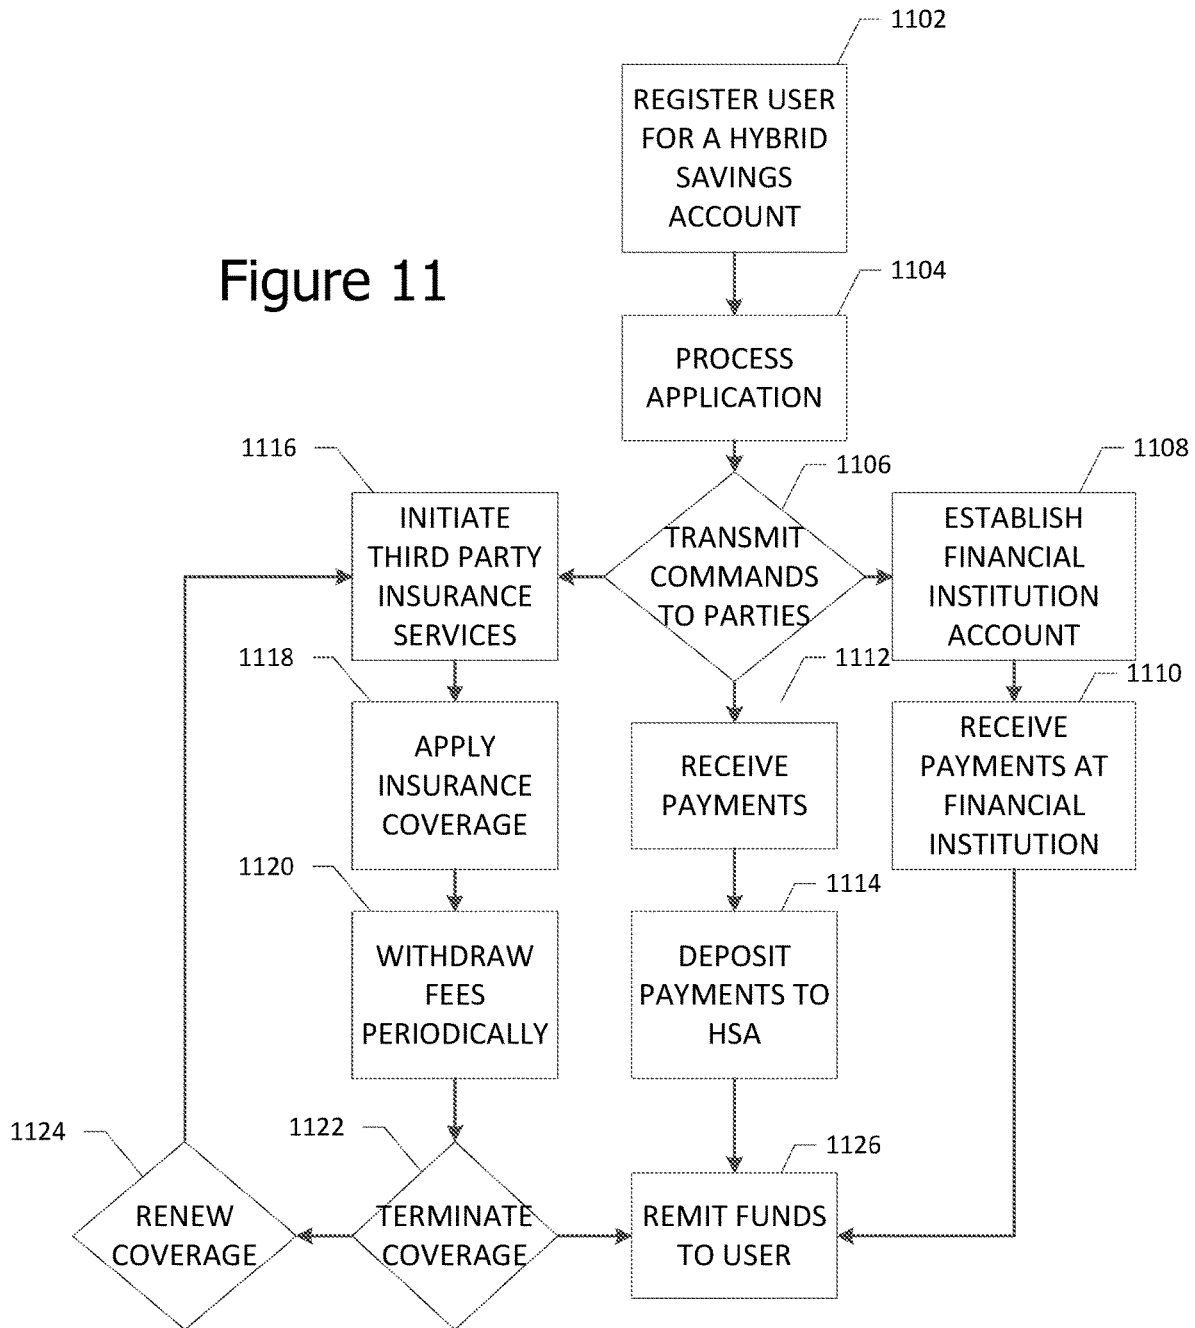 1102
REGISTER USER
FOR A HYBRID
SAVINGS
ACCOUNT
Figure 11
1104
PROCESS
APPLICATION
1116
INITIATE
THIRD PARTY
INSURANCE
SERVICES
1106
TRANSMIT
COMMANDS
TO PARTIES
1108
ESTABLISH
FINANCIAL
INSTITUTION
ACCOUNT
1118
APPLY
INSURANCE
COVERAGE
1112
RECEIVE
PAYMENTS
1110
RECEIVE
PAYMENTS AT
FINANCIAL
INSTITUTION
1120
WITHDRAW
FEES
PERIODICALLY
1114
DEPOSIT
PAYMENTS TO
HSA
1124
RENEW
COVERAGE
1122
TERMINATE
COVERAGE
1126
REMIT FUNDS
TO USER